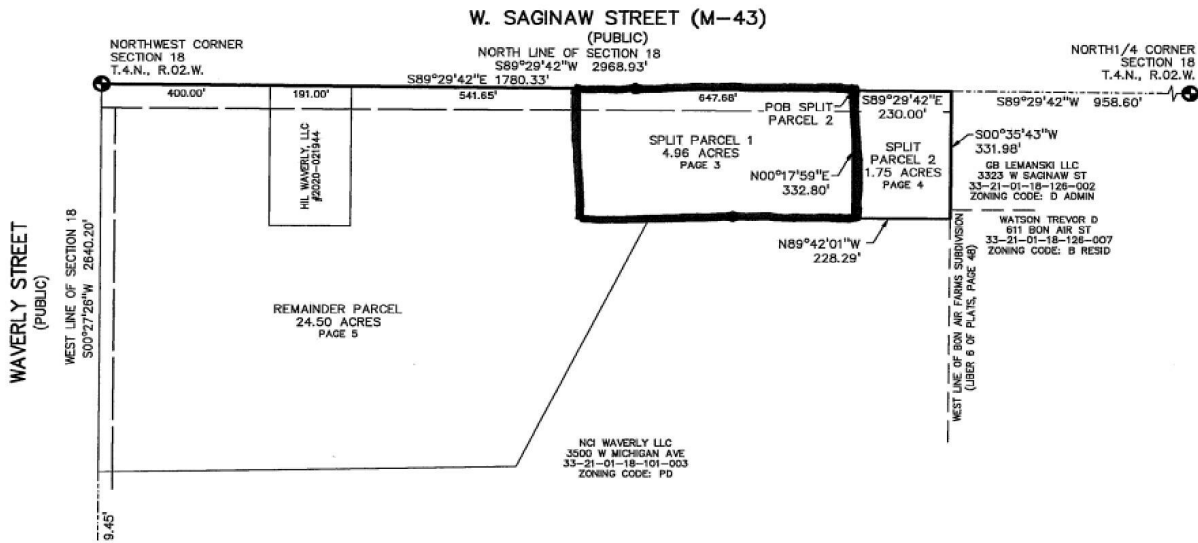 W. SAGINAW STREET (M-43)
(PUBLIC)
NORTHWEST CORNER
SECTION 18
T.4.N., R.02.W.
NORTH LINE OF SECTION 18
S89°29'42"W 2968.93'
S89°29'42"E 1780.33'
NORTH1/4 CORNER
SECTION 18
T.4.N., R.02.W.
400.00'
191.00'
541.65'
647.68'
POB SPLIT
PARCEL 2
S89°29'42"E
230.00'
S89°29'42"W 958.60'
HIL WAVERLY, LLC
#2020-021944
SPLIT PARCEL 1
4.96 ACRES
PAGE 3
N00°17'59"E
332.80'
SPLIT
PARCEL 2
1.75 ACRES
PAGE 4
S00°35'43"W
331.98'
GB LEMANSKI LLC
3323 W SAGINAW ST
33-21-01-18-126-002
ZONING CODE: D ADMIN
WATSON TREVOR D
611 BON AIR ST
33-21-01-18-126-007
ZONING CODE: B RESID
N89°42'01"W
228.29'
WAVERLY STREET
(PUBLIC)
WEST LINE OF SECTION 18
S00°27'26"W 2640.20'
REMAINDER PARCEL
24.50 ACRES
PAGE 5
WEST LINE OF BON AIR FARMS SUBDIVISION
(LIBER 6 OF PLATS, PAGE 48)
NCI WAVERLY LLC
3500 W MICHIGAN AVE
33-21-01-18-101-003
ZONING CODE: PD
9.45'